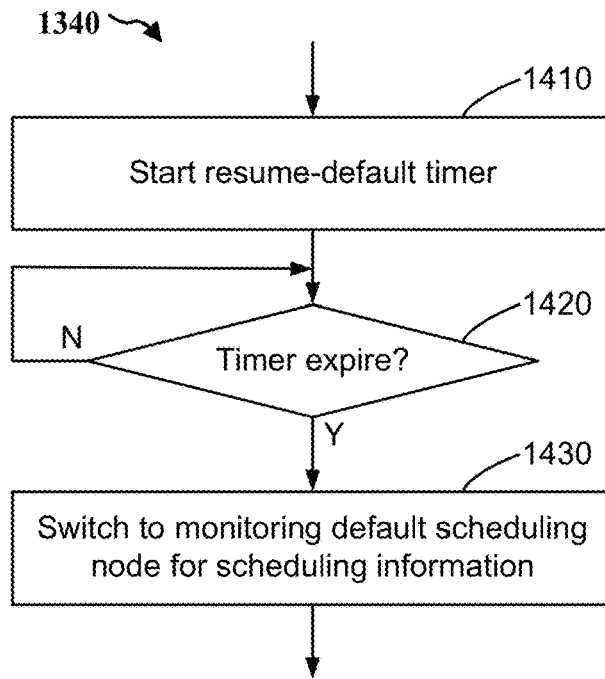 1340
1410
Start resume-default timer
1420
Timer expire?
N
Y
1430
Switch to monitoring default scheduling
node for scheduling information